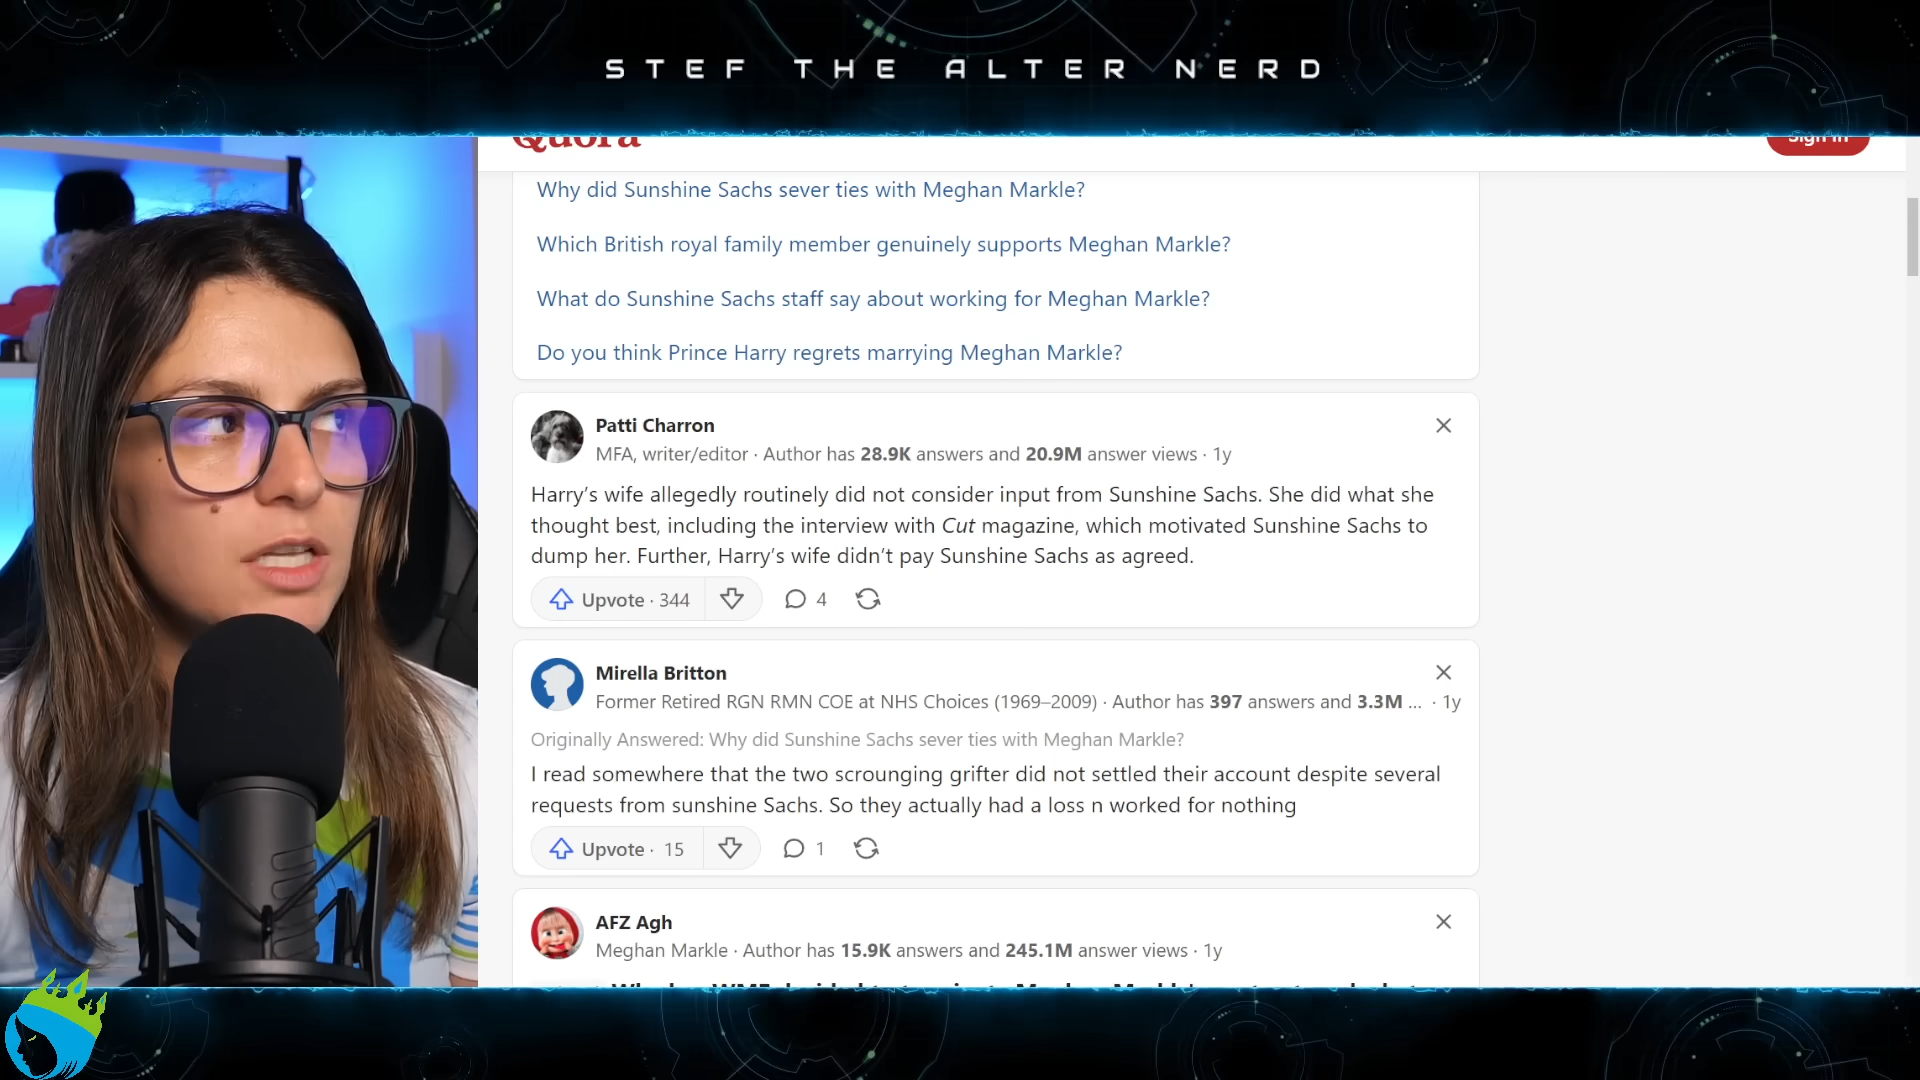 STEF THE ALTER NERD
Quora
Sign In
Why did Sunshine Sachs sever ties with Meghan Markle?
Which British royal family member genuinely supports Meghan Markle?
What do Sunshine Sachs staff say about working for Meghan Markle?
Do you think Prince Harry regrets marrying Meghan Markle?
Patti Charron
MFA, writer/editor · Author has 28.9K answers and 20.9M answer views · 1y
Harry’s wife allegedly routinely did not consider input from Sunshine Sachs. She did what she
thought best, including the interview with Cut magazine, which motivated Sunshine Sachs to
dump her. Further, Harry’s wife didn’t pay Sunshine Sachs as agreed.
Upvote · 344 4
Mirella Britton
Former Retired RGN RMN COE at NHS Choices (1969–2009) · Author has 397 answers and 3.3M ... · 1y
Originally Answered: Why did Sunshine Sachs sever ties with Meghan Markle?
I read somewhere that the two scrounging grifter did not settled their account despite several
requests from sunshine Sachs. So they actually had a loss n worked for nothing
Upvote · 15 1
AFZ Agh
Meghan Markle · Author has 15.9K answers and 245.1M answer views · 1y